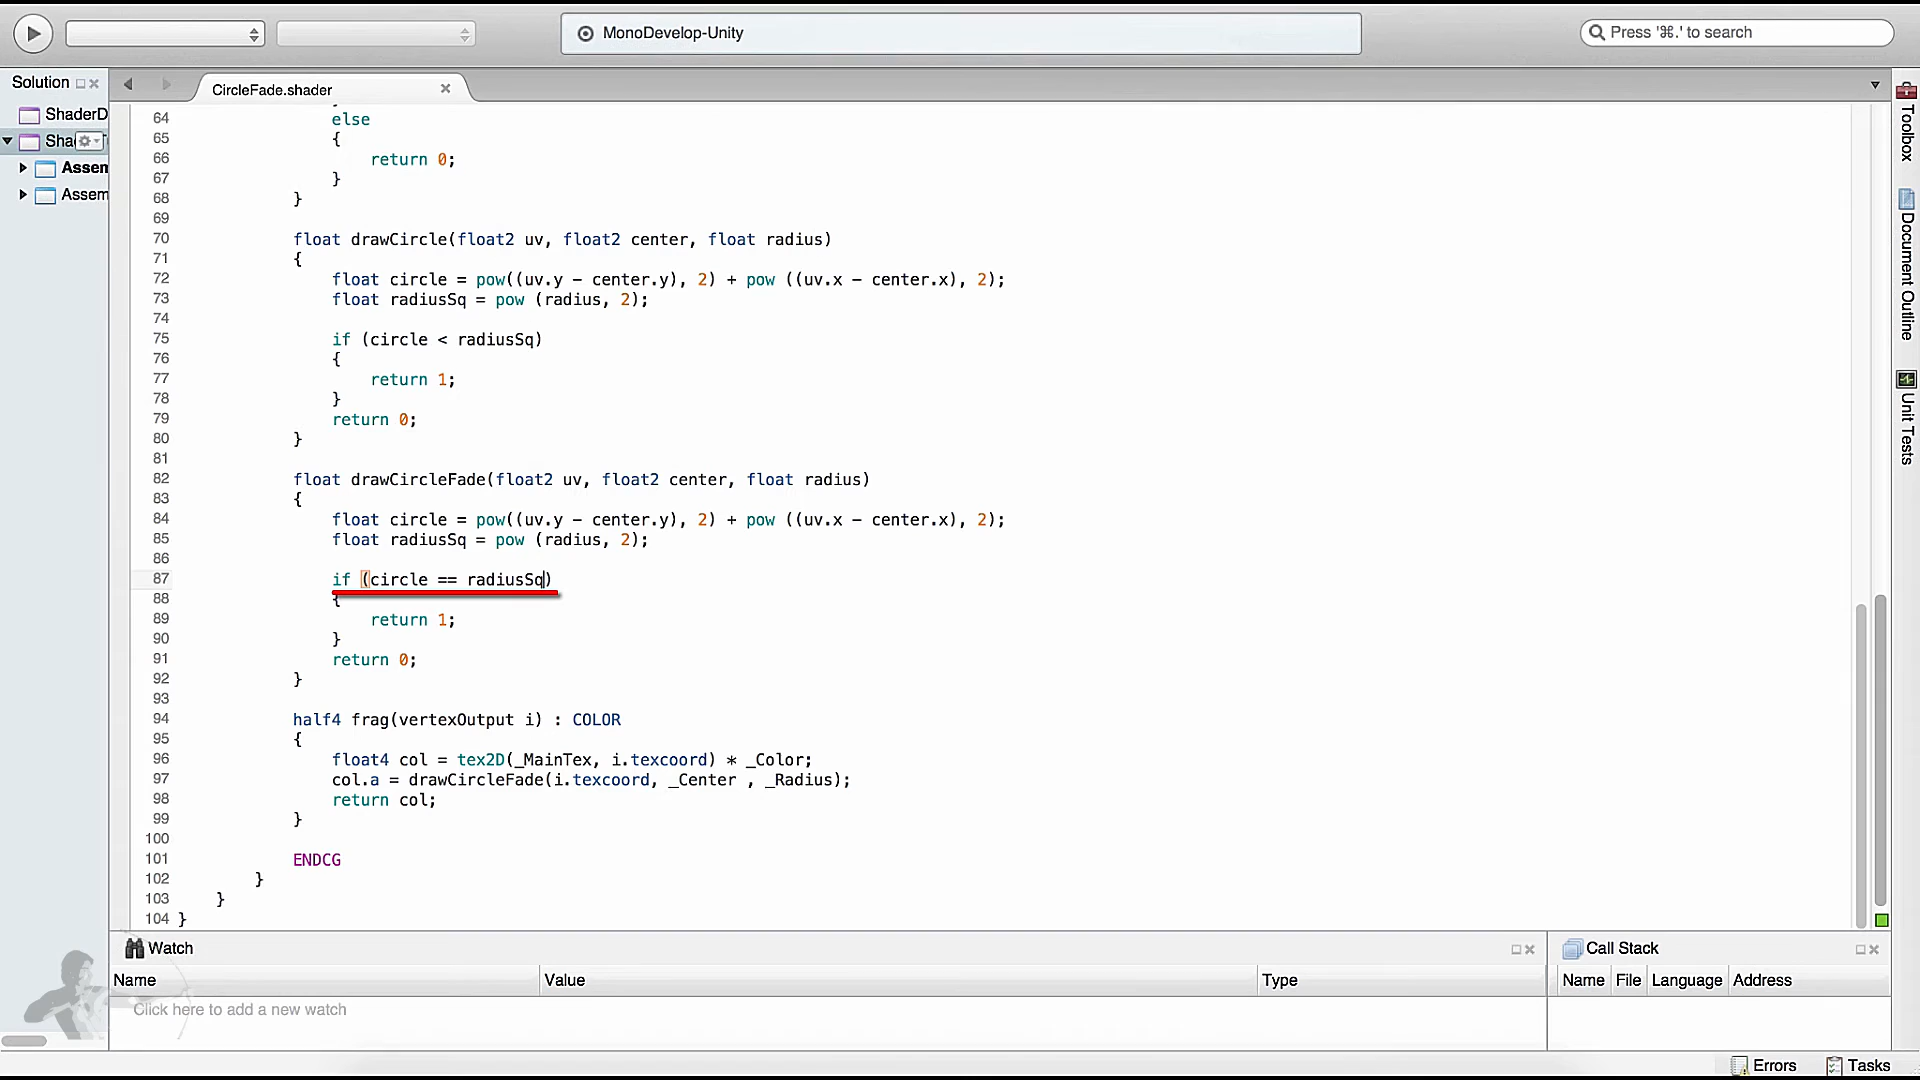 MonoDevelop-Unity
Press '⌘.' to search
Solution
CircleFade.shader
ShaderD
Sha
Assem
Assem
Toolbox
Document Outline
Unit Tests
64 else
65 {
66 return 0;
67 }
68 }
69
70 float drawCircle(float2 uv, float2 center, float radius)
71 {
72 float circle = pow((uv.y - center.y), 2) + pow ((uv.x - center.x), 2);
73 float radiusSq = pow (radius, 2);
74
75 if (circle < radiusSq)
76 {
77 return 1;
78 }
79 return 0;
80 }
81
82 float drawCircleFade(float2 uv, float2 center, float radius)
83 {
84 float circle = pow((uv.y - center.y), 2) + pow ((uv.x - center.x), 2);
85 float radiusSq = pow (radius, 2);
86
87 if (circle == radiusSq)
88 {
89 return 1;
90 }
91 return 0;
92 }
93
94 half4 frag(vertexOutput i) : COLOR
95 {
96 float4 col = tex2D(_MainTex, i.texcoord) * _Color;
97 col.a = drawCircleFade(i.texcoord, _Center , _Radius);
98 return col;
99 }
100
101 ENDCG
102 }
103 }
104 }
Watch
Call Stack
Name Value Type
Name File Language Address
Click here to add a new watch
Errors Tasks